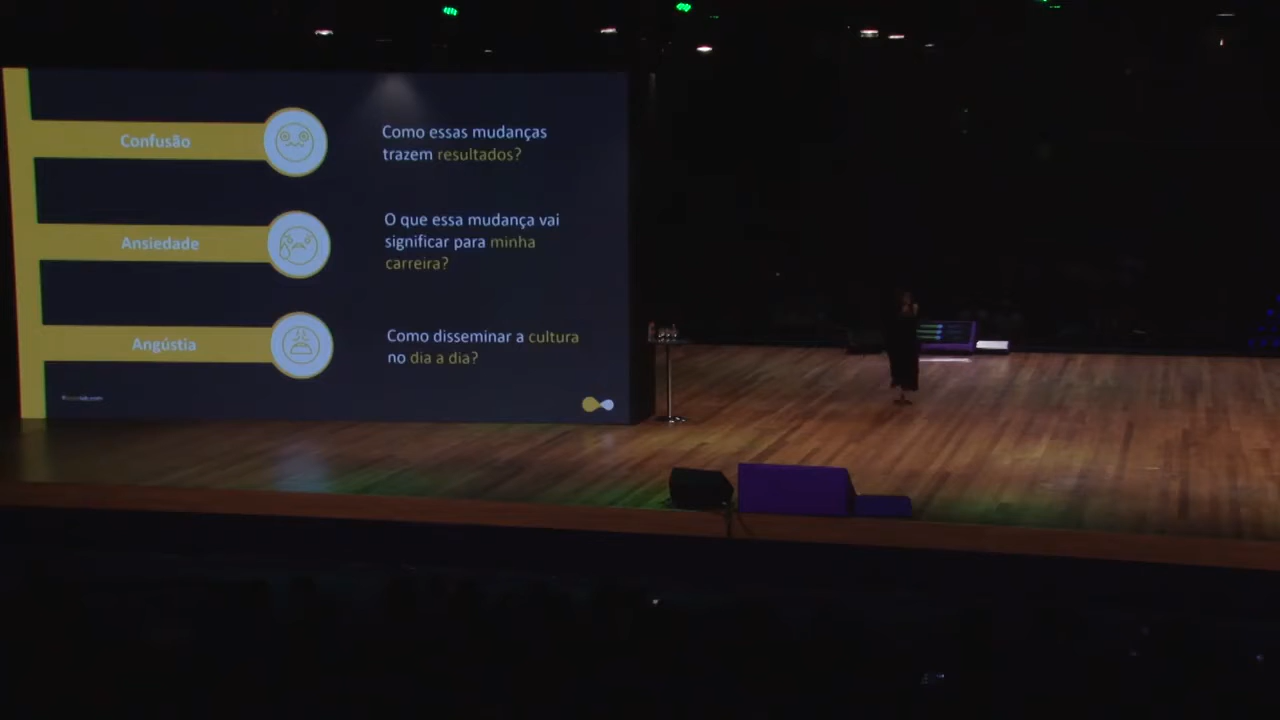 Confusão
Como essas mudanças
trazem resultados?
Ansiedade
O que essa mudança vai
significar para minha
carreira?
Angústia
Como disseminar a cultura
no dia a dia?